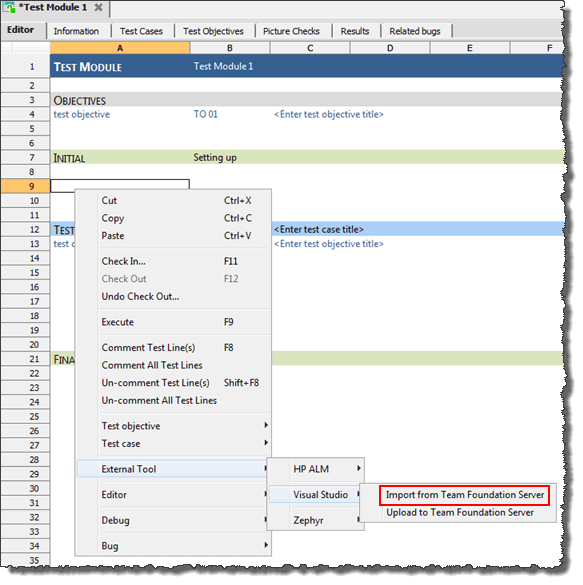 *Test Module 1
Editor Information Test Cases Test Objectives Picture Checks Results Related bugs
A B C D E F
1 TEST MODULE Test Module 1
2
3 OBJECTIVES
4 test objective TO 01 <Enter test objective title>
5
6
7 INITIAL Setting up
8
9
10 Cut Ctrl+X
11 Copy Ctrl+C
12 TES Paste Ctrl+V <Enter test case title>
13 test o <Enter test objective title>
14 Check In... F11
15 Check Out F12
16 Undo Check Out...
17
18 Execute F9
19
20 Comment Test Line(s) F8
21 FINA Comment All Test Lines
22 Un-comment Test Line(s) Shift+F8
23 Un-comment All Test Lines
24
25 Test objective
26 Test case
27
28 External Tool HP ALM
29
30 Editor Visual Studio Import from Team Foundation Server
31 Upload to Team Foundation Server
32 Debug Zephyr
33
34 Bug
35